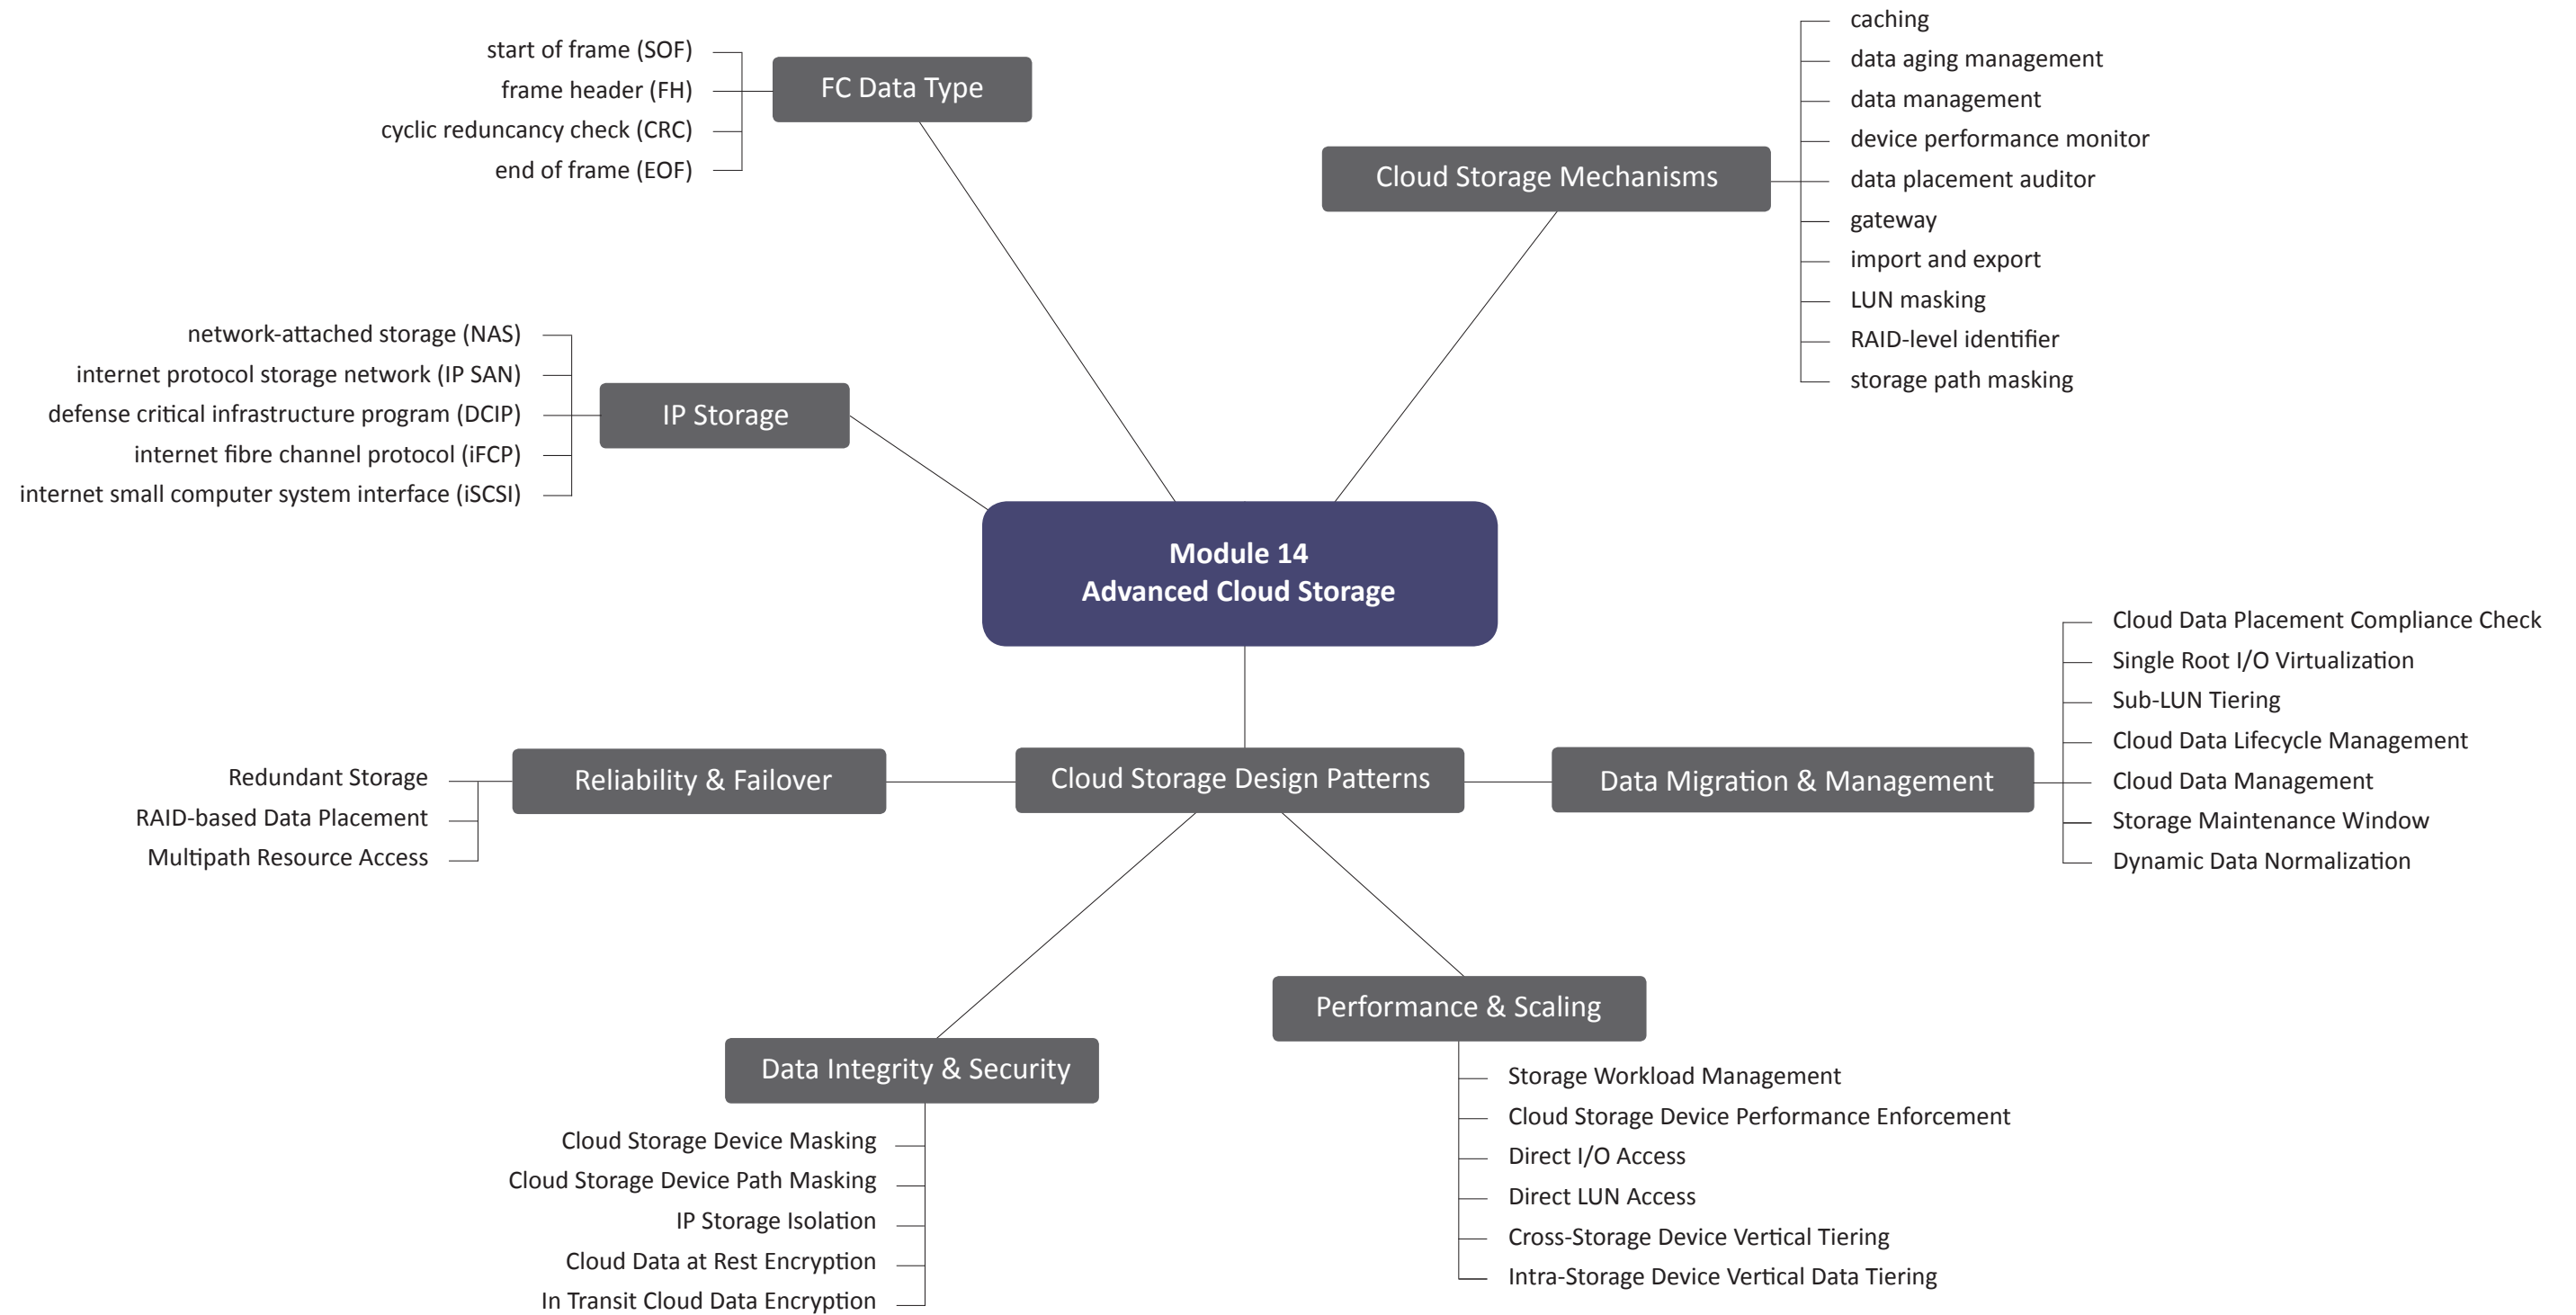 FC Data Type
start of frame (SOF)
frame header (FH)
cyclic reduncancy check (CRC)
end of frame (EOF)
Cloud Storage Mechanisms
caching
data aging management
data management
device performance monitor
data placement auditor
gateway
import and export
LUN masking
RAID-level identifier
storage path masking
IP Storage
network-attached storage (NAS)
internet protocol storage network (IP SAN)
defense critical infrastructure program (DCIP)
internet fibre channel protocol (iFCP)
internet small computer system interface (iSCSI)
Module 14
Advanced Cloud Storage
Cloud Storage Design Patterns
Reliability & Failover
Redundant Storage
RAID-based Data Placement
Multipath Resource Access
Data Migration & Management
Cloud Data Placement Compliance Check
Single Root I/O Virtualization
Sub-LUN Tiering
Cloud Data Lifecycle Management
Cloud Data Management
Storage Maintenance Window
Dynamic Data Normalization
Data Integrity & Security
Cloud Storage Device Masking
Cloud Storage Device Path Masking
IP Storage Isolation
Cloud Data at Rest Encryption
In Transit Cloud Data Encryption
Performance & Scaling
Storage Workload Management
Cloud Storage Device Performance Enforcement
Direct I/O Access
Direct LUN Access
Cross-Storage Device Vertical Tiering
Intra-Storage Device Vertical Data Tiering